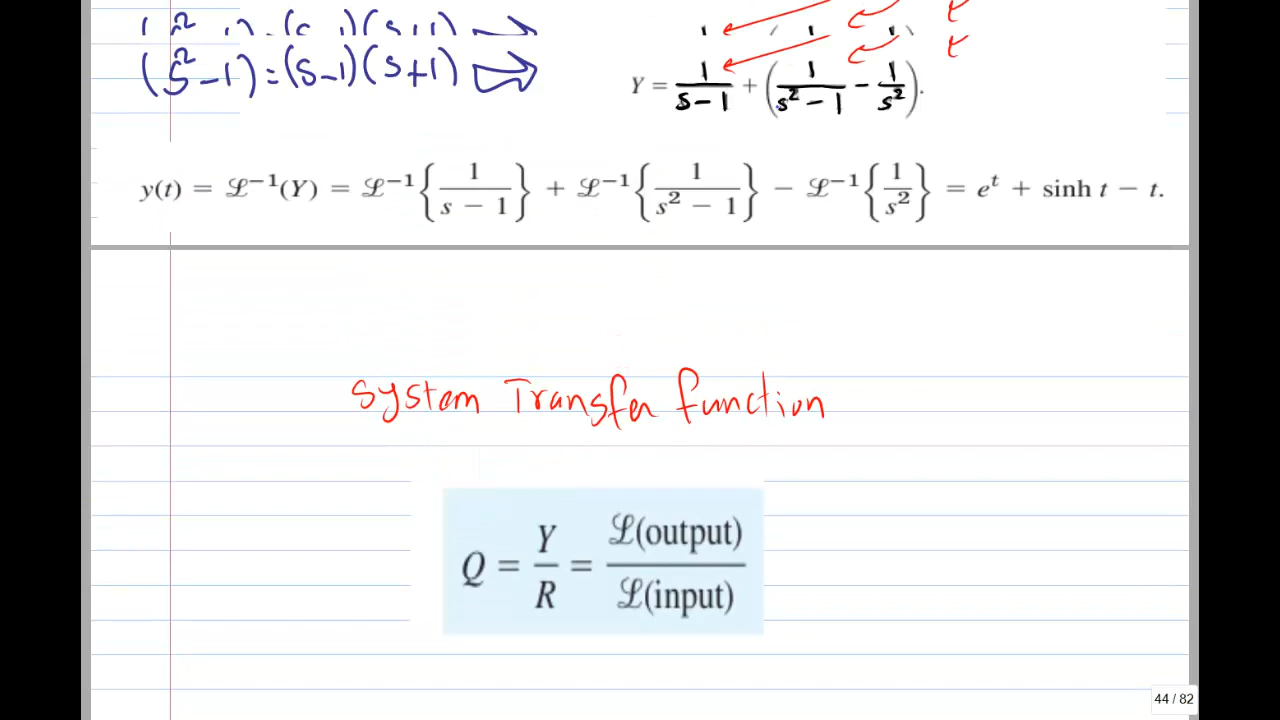 (s² − 1) = (s−1)(s+1) ⟹
Y = 1/(s−1) + (1/(s²−1) − 1/s²).
t
t
y(t) = ℒ⁻¹(Y) = ℒ⁻¹{1/(s − 1)} + ℒ⁻¹{1/(s² − 1)} − ℒ⁻¹{1/s²} = eᵗ + sinh t − t.
System Transfer function
Q = Y/R = ℒ(output)/ℒ(input)
44 / 82